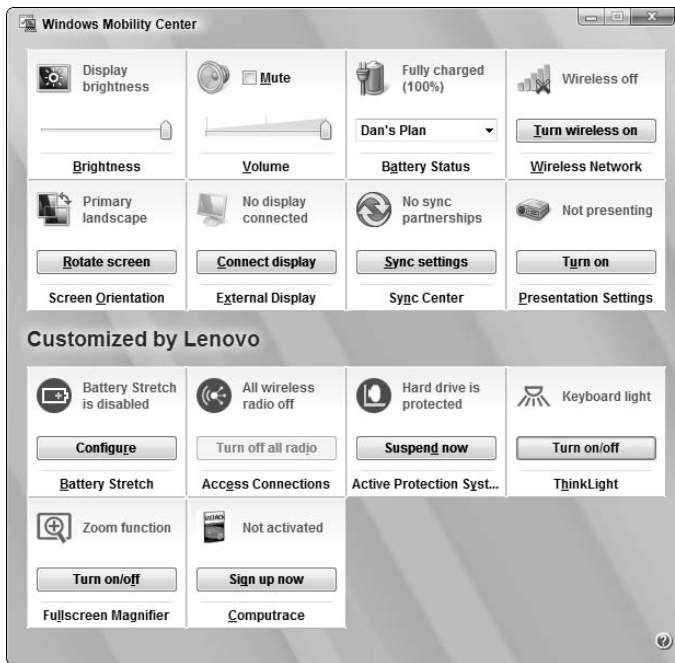 Windows Mobility Center
Display
brightness
Brightness
Mute
Volume
Fully charged
(100%)
Dan's Plan
Battery Status
Wireless off
Turn wireless on
Wireless Network
Primary
landscape
Rotate screen
Screen Orientation
No display
connected
Connect display
External Display
No sync
partnerships
Sync settings
Sync Center
Not presenting
Turn on
Presentation Settings
Customized by Lenovo
Battery Stretch
is disabled
Configure
Battery Stretch
All wireless
radio off
Turn off all radio
Access Connections
Hard drive is
protected
Suspend now
Active Protection Syst...
Keyboard light
Turn on/off
ThinkLight
Zoom function
Turn on/off
Fullscreen Magnifier
Not activated
Sign up now
Computrace